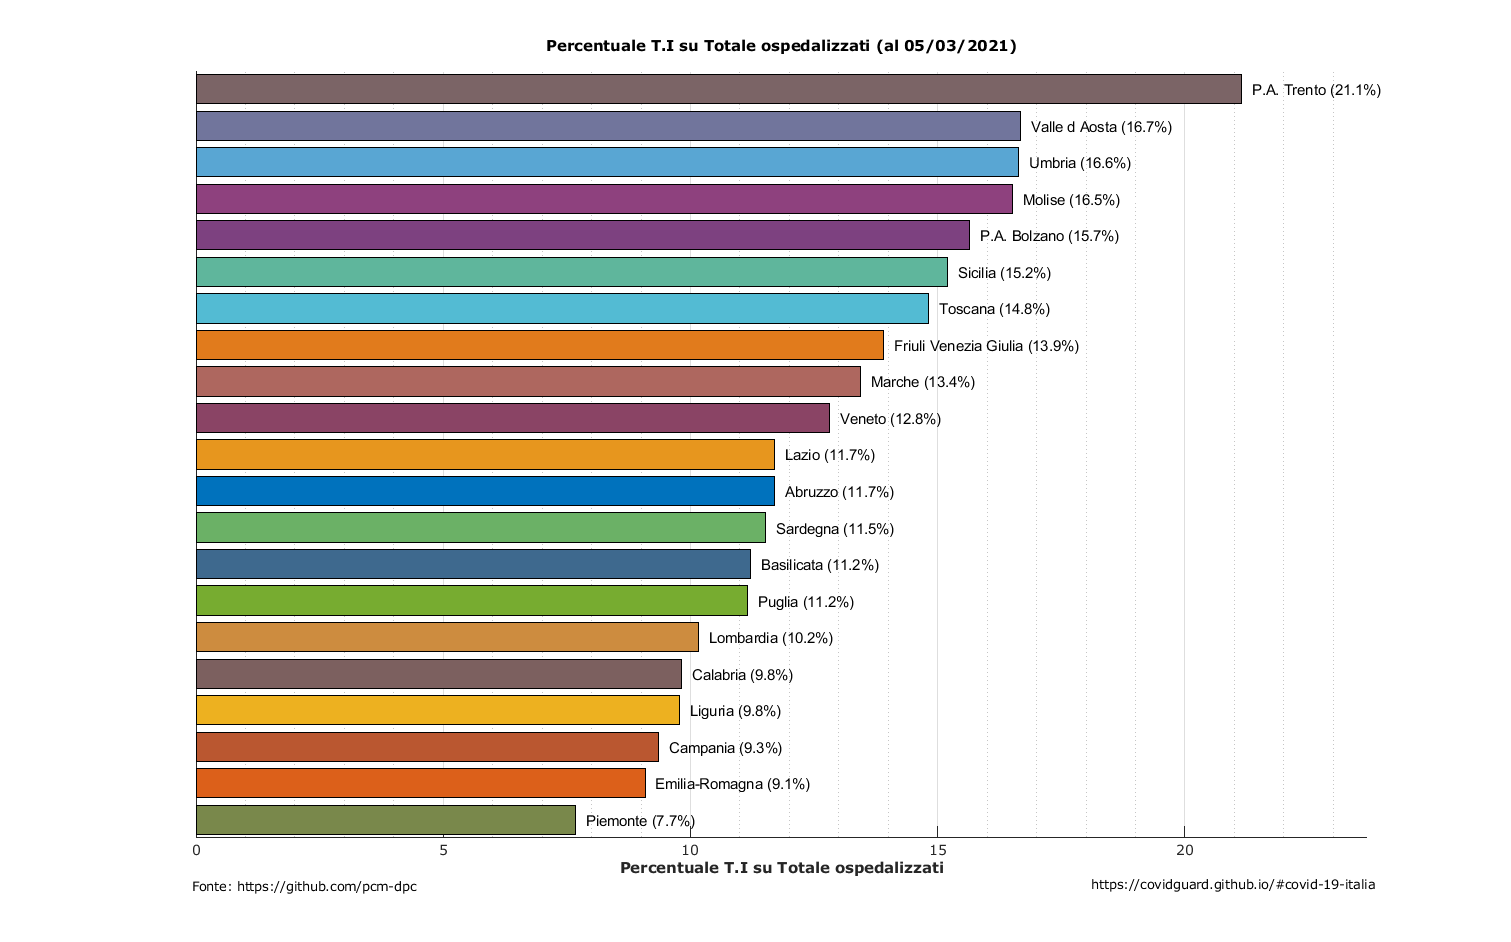 Percentuale T.I su Totale ospedalizzati (al 05/03/2021)
P.A. Trento (21.1%)
Valle d Aosta (16.7%)
Umbria (16.6%)
Molise (16.5%)
P.A. Bolzano (15.7%)
Sicilia (15.2%)
Toscana (14.8%)
Friuli Venezia Giulia (13.9%)
Marche (13.4%)
Veneto (12.8%)
Lazio (11.7%)
Abruzzo (11.7%)
Sardegna (11.5%)
Basilicata (11.2%)
Puglia (11.2%)
Lombardia (10.2%)
Calabria (9.8%)
Liguria (9.8%)
Campania (9.3%)
Emilia-Romagna (9.1%)
Piemonte (7.7%)
0 5 10 15 20
Percentuale T.I su Totale ospedalizzati
Fonte: https://github.com/pcm-dpc
https://covidguard.github.io/#covid-19-italia